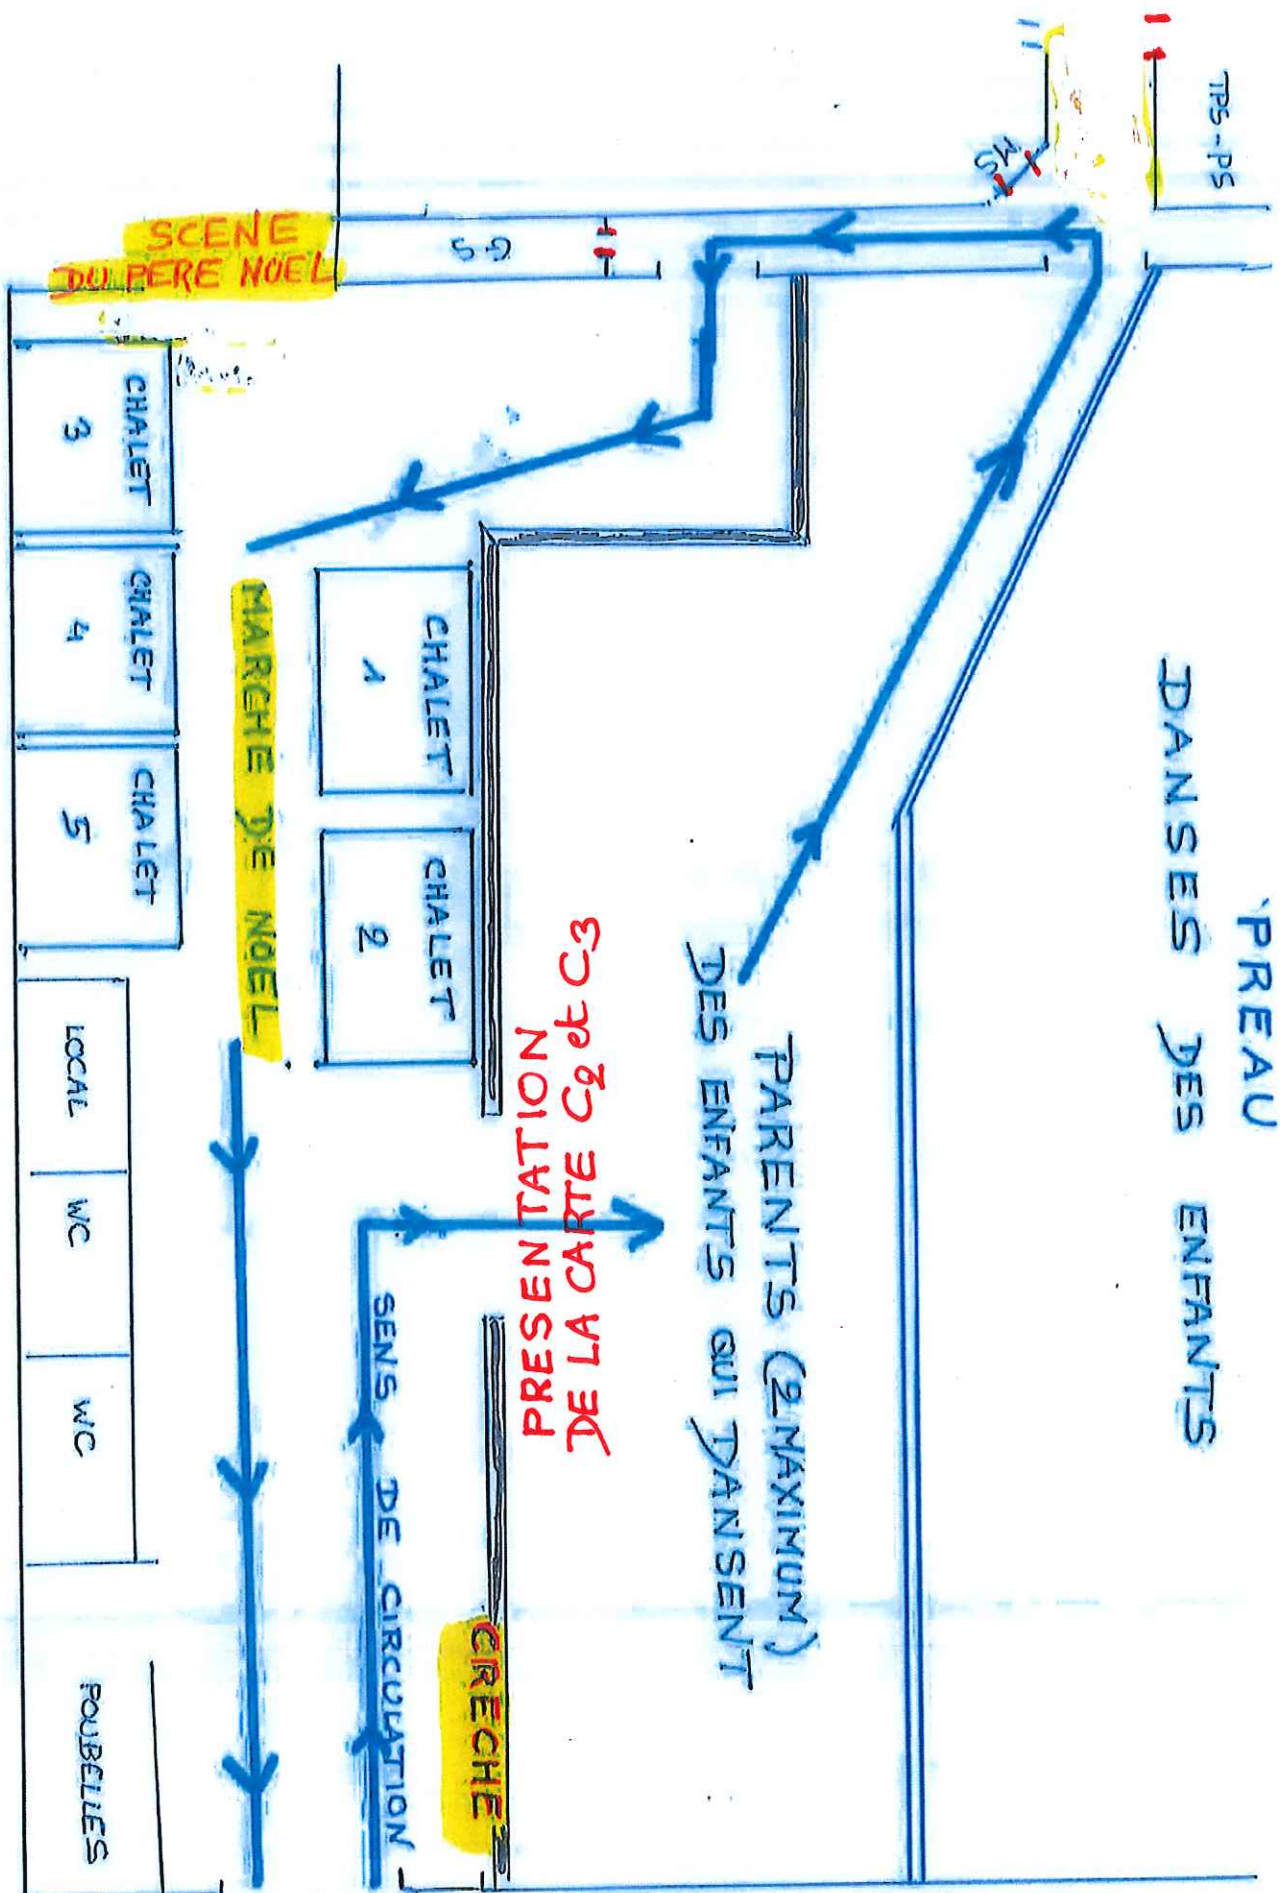 PREAU
DANSES DES ENFANTS
TPS-PS
MS
GS
PARENTS (2 MAXIMUM)
DES ENFANTS QUI DANSENT
PRESENTATION
DE LA CARTE C2 et C3
CRECHE
SENS DE CIRCULATION
CHALET
1
CHALET
2
MARCHE DE NOEL
SCENE
DU PERE NOEL
CHALET
3
CHALET
4
CHALET
5
LOCAL
WC
WC
POUBELLES